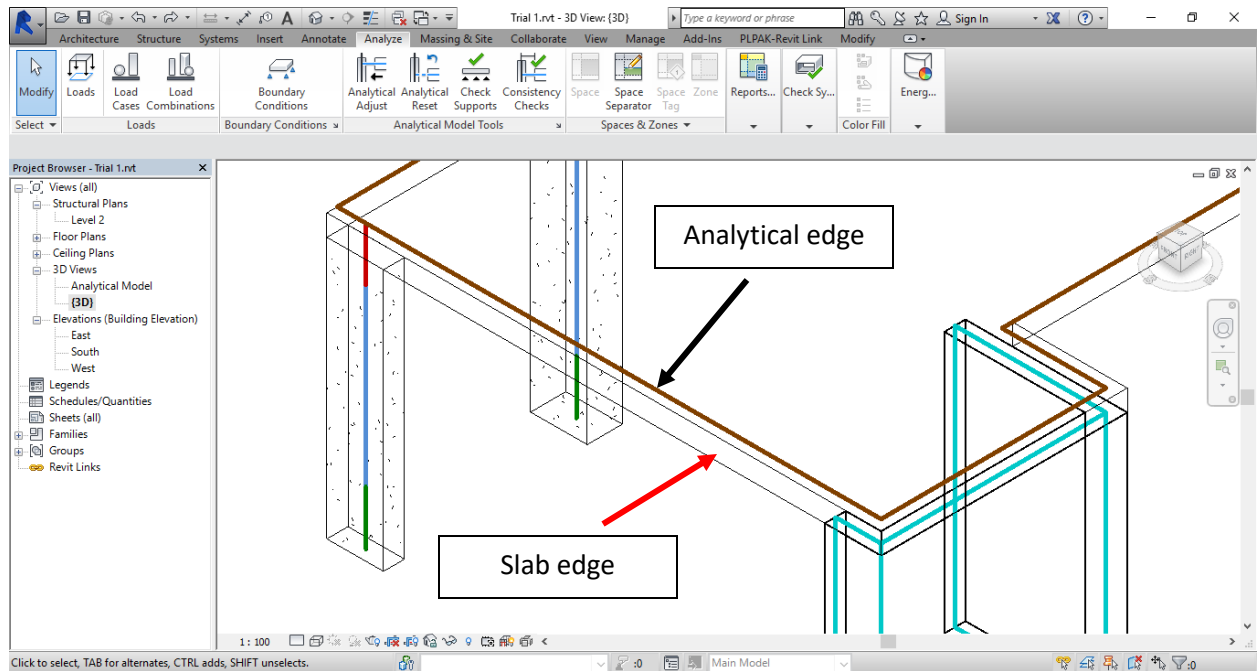 Trial 1.rvt - 3D View: {3D}
Type a keyword or phrase
Sign In
Architecture Structure Systems Insert Annotate Analyze Massing & Site Collaborate View Manage Add-Ins PLPAK-Revit Link Modify
Modify
Loads
Load Cases
Load Combinations
Boundary Conditions
Analytical Adjust
Analytical Reset
Check Supports
Consistency Checks
Space
Space Separator
Space Tag
Zone
Reports...
Check Sy...
Energ...
Select
Loads
Boundary Conditions
Analytical Model Tools
Spaces & Zones
Color Fill
Project Browser - Trial 1.rvt
Views (all)
Structural Plans
Level 2
Floor Plans
Ceiling Plans
3D Views
Analytical Model
{3D}
Elevations (Building Elevation)
East
South
West
Legends
Schedules/Quantities
Sheets (all)
Families
Groups
Revit Links
Analytical edge
Slab edge
1 : 100
Click to select, TAB for alternates, CTRL adds, SHIFT unselects.
:0
Main Model
:0